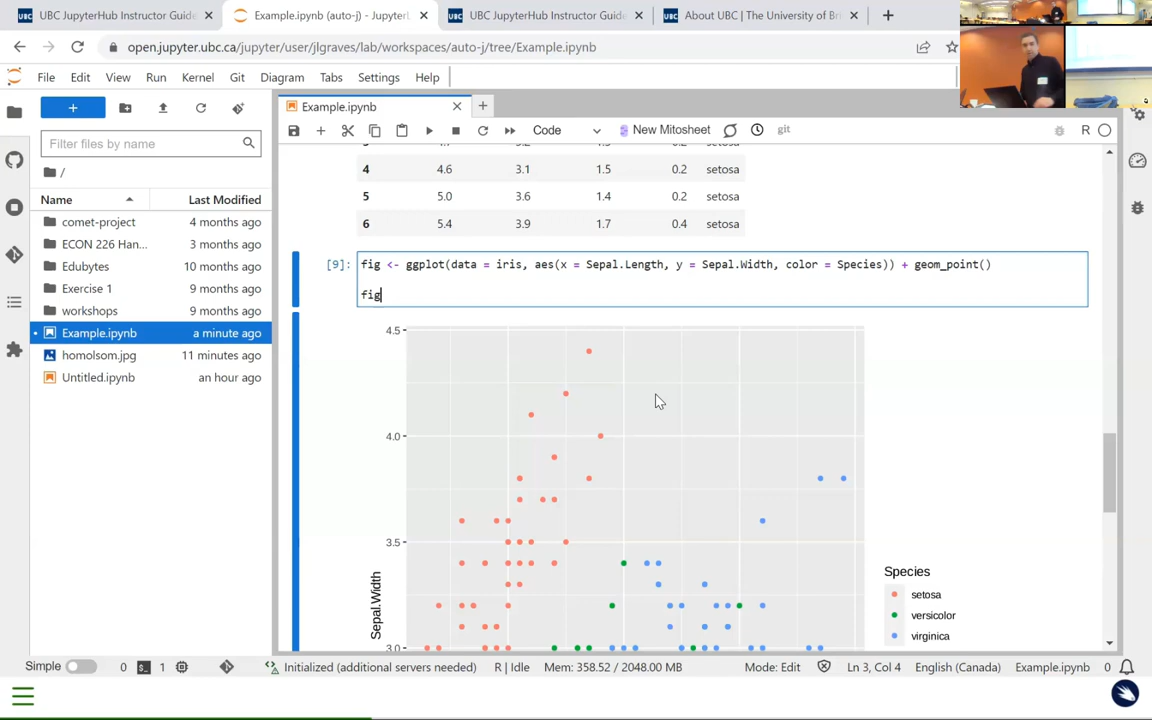 UBC JupyterHub Instructor Guide
Example.ipynb (auto-j) - Jupyter
UBC JupyterHub Instructor Guide
About UBC | The University of Bri
open.jupyter.ubc.ca/jupyter/user/jlgraves/lab/workspaces/auto-j/tree/Example.ipynb
File Edit View Run Kernel Git Diagram Tabs Settings Help
Filter files by name
/
Name Last Modified
comet-project 4 months ago
ECON 226 Han... 3 months ago
Edubytes 10 months ago
Exercise 1 9 months ago
workshops 9 months ago
Example.ipynb a minute ago
homolsom.jpg 11 minutes ago
Untitled.ipynb an hour ago
Example.ipynb
Code New Mitosheet git R
4 4.6 3.1 1.5 0.2 setosa
5 5.0 3.6 1.4 0.2 setosa
6 5.4 3.9 1.7 0.4 setosa
[9]: fig <- ggplot(data = iris, aes(x = Sepal.Length, y = Sepal.Width, color = Species)) + geom_point()
fig
4.5
4.0
3.5
3.0
Sepal.Width
Species
setosa
versicolor
virginica
Simple 0 1 Initialized (additional servers needed) R | Idle Mem: 358.52 / 2048.00 MB Mode: Edit Ln 3, Col 4 English (Canada) Example.ipynb 0